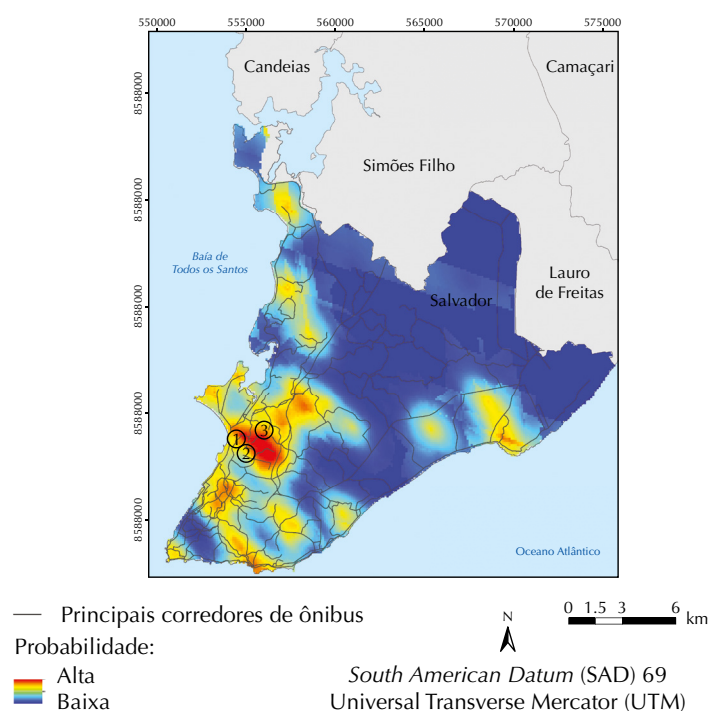 550000 555000 560000 565000 570000 575000
8588000
8588000
8588000
8588000
8588000
Candeias
Camaçari
Simões Filho
Baía de
Todos os Santos
Lauro
de Freitas
Salvador
1
2
3
Oceano Atlântico
Principais corredores de ônibus
Probabilidade:
Alta
Baixa
N
0 1.5 3 6 km
South American Datum (SAD) 69
Universal Transverse Mercator (UTM)